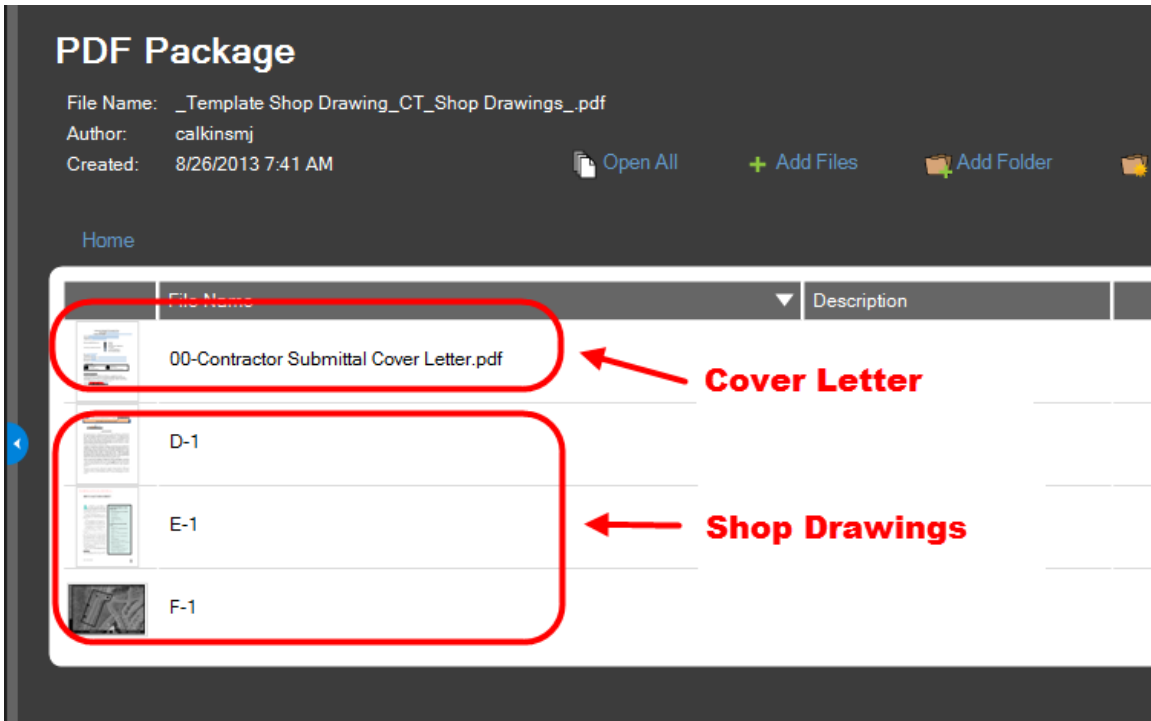 PDF Package
File Name: _Template Shop Drawing_CT_Shop Drawings_.pdf
Author: calkinsmj
Created: 8/26/2013 7:41 AM
Open All Add Files Add Folder
Home
File Name Description
00-Contractor Submittal Cover Letter.pdf
Cover Letter
D-1
E-1
Shop Drawings
F-1